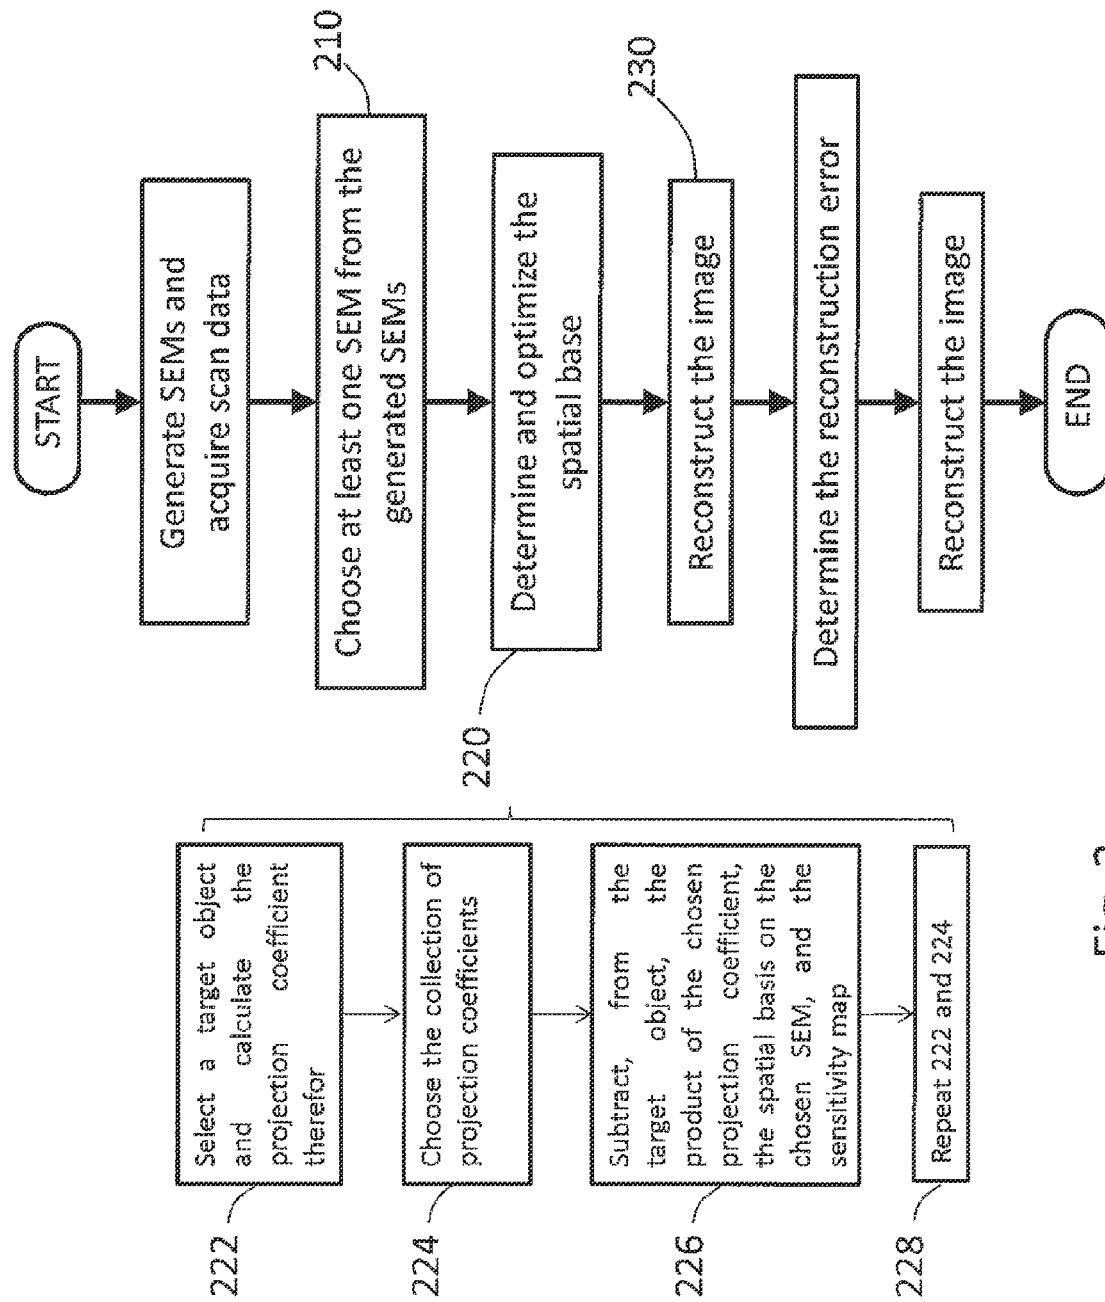 START
Generate SEMs and
acquire scan data
210
Choose at least one SEM from the
generated SEMs
220
Determine and optimize the
spatial base
230
Reconstruct the image
Determine the reconstruction error
Reconstruct the image
END
222
Select a target object
and calculate the
projection coefficient
therefor
224
Choose the collection of
projection coefficients
226
Subtract, from the
target object, the
product of the chosen
projection coefficient,
the spatial basis on the
chosen SEM, and the
sensitivity map
228
Repeat 222 and 224